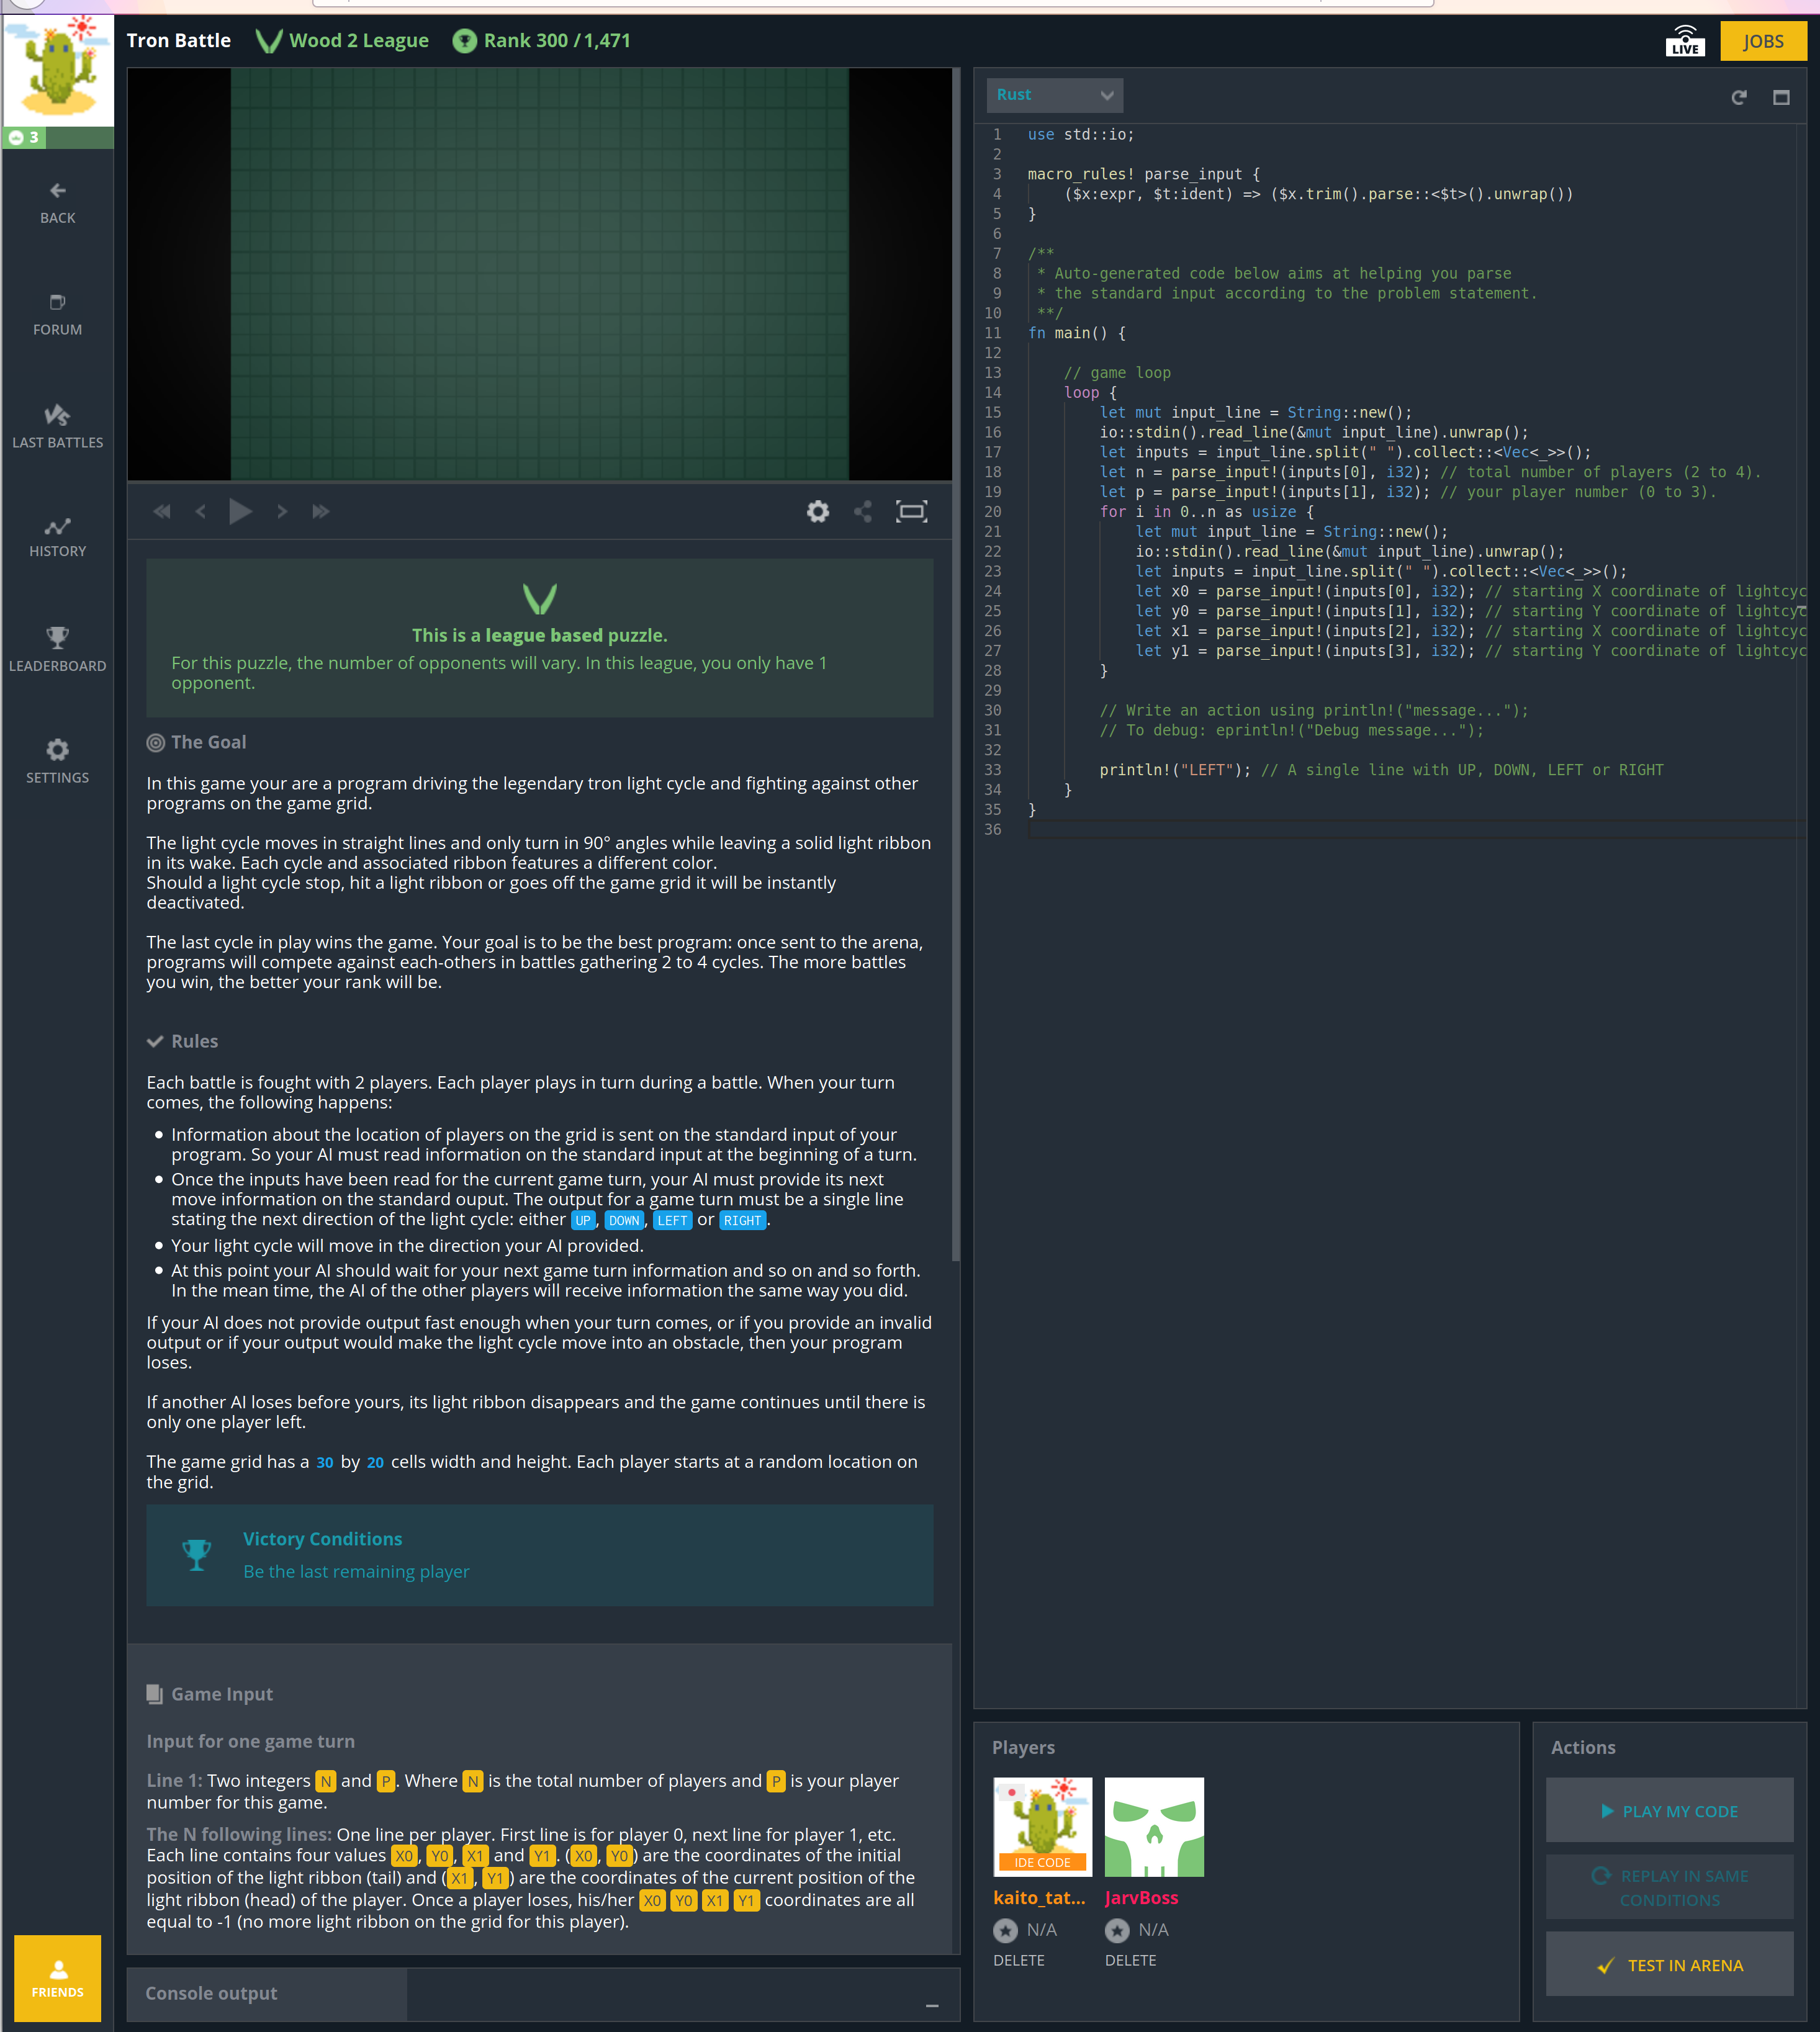 Tron Battle
Wood 2 League
Rank 300 / 1,471
LIVE
JOBS
3
BACK
FORUM
LAST BATTLES
HISTORY
LEADERBOARD
SETTINGS
FRIENDS
This is a league based puzzle.
For this puzzle, the number of opponents will vary. In this league, you only have 1
opponent.
The Goal
In this game your are a program driving the legendary tron light cycle and fighting against other
programs on the game grid.
The light cycle moves in straight lines and only turn in 90° angles while leaving a solid light ribbon
in its wake. Each cycle and associated ribbon features a different color.
Should a light cycle stop, hit a light ribbon or goes off the game grid it will be instantly
deactivated.
The last cycle in play wins the game. Your goal is to be the best program: once sent to the arena,
programs will compete against each-others in battles gathering 2 to 4 cycles. The more battles
you win, the better your rank will be.
Rules
Each battle is fought with 2 players. Each player plays in turn during a battle. When your turn
comes, the following happens:
• Information about the location of players on the grid is sent on the standard input of your
program. So your AI must read information on the standard input at the beginning of a turn.
• Once the inputs have been read for the current game turn, your AI must provide its next
move information on the standard ouput. The output for a game turn must be a single line
stating the next direction of the light cycle: either UP, DOWN, LEFT or RIGHT.
• Your light cycle will move in the direction your AI provided.
• At this point your AI should wait for your next game turn information and so on and so forth.
In the mean time, the AI of the other players will receive information the same way you did.
If your AI does not provide output fast enough when your turn comes, or if you provide an invalid
output or if your output would make the light cycle move into an obstacle, then your program
loses.
If another AI loses before yours, its light ribbon disappears and the game continues until there is
only one player left.
The game grid has a 30 by 20 cells width and height. Each player starts at a random location on
the grid.
Victory Conditions
Be the last remaining player
Game Input
Input for one game turn
Line 1: Two integers N and P. Where N is the total number of players and P is your player
number for this game.
The N following lines: One line per player. First line is for player 0, next line for player 1, etc.
Each line contains four values X0, Y0, X1 and Y1. (X0, Y0) are the coordinates of the initial
position of the light ribbon (tail) and (X1, Y1) are the coordinates of the current position of the
light ribbon (head) of the player. Once a player loses, his/her X0 Y0 X1 Y1 coordinates are all
equal to -1 (no more light ribbon on the grid for this player).
Console output
Rust
1 use std::io;
2
3 macro_rules! parse_input {
4     ($x:expr, $t:ident) => ($x.trim().parse::<$t>().unwrap())
5 }
6
7 /**
8  * Auto-generated code below aims at helping you parse
9  * the standard input according to the problem statement.
10  **/
11 fn main() {
12
13     // game loop
14     loop {
15         let mut input_line = String::new();
16         io::stdin().read_line(&mut input_line).unwrap();
17         let inputs = input_line.split(" ").collect::<Vec<_>>();
18         let n = parse_input!(inputs[0], i32); // total number of players (2 to 4).
19         let p = parse_input!(inputs[1], i32); // your player number (0 to 3).
20         for i in 0..n as usize {
21             let mut input_line = String::new();
22             io::stdin().read_line(&mut input_line).unwrap();
23             let inputs = input_line.split(" ").collect::<Vec<_>>();
24             let x0 = parse_input!(inputs[0], i32); // starting X coordinate of lightcyc
25             let y0 = parse_input!(inputs[1], i32); // starting Y coordinate of lightcyc
26             let x1 = parse_input!(inputs[2], i32); // starting X coordinate of lightcyc
27             let y1 = parse_input!(inputs[3], i32); // starting Y coordinate of lightcyc
28         }
29
30         // Write an action using println!("message...");
31         // To debug: eprintln!("Debug message...");
32
33         println!("LEFT"); // A single line with UP, DOWN, LEFT or RIGHT
34     }
35 }
36
Players
IDE CODE
kaito_tat...
N/A
DELETE
JarvBoss
N/A
DELETE
Actions
PLAY MY CODE
REPLAY IN SAME
CONDITIONS
TEST IN ARENA